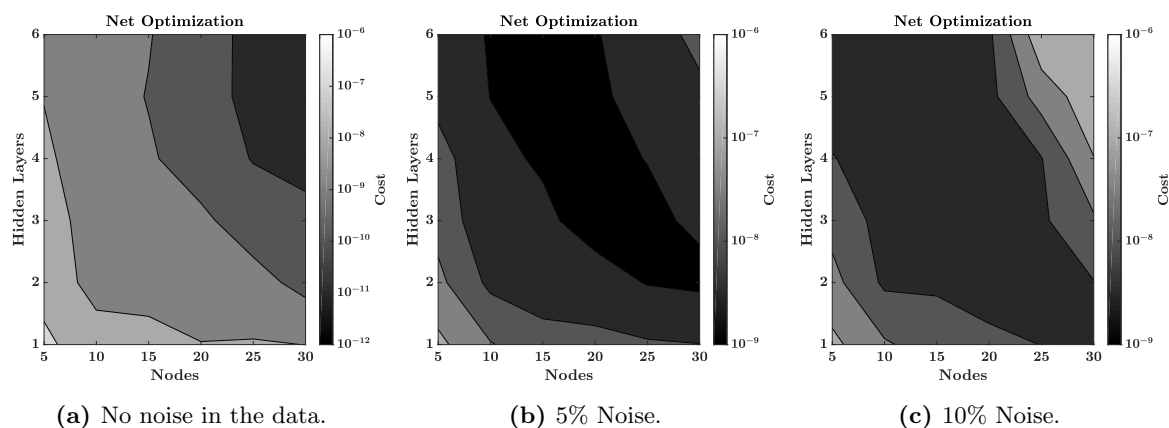 Net Optimization
6
5
4
3
2
1
Hidden Layers
5 10 15 20 25 30
Nodes
10⁻⁶
10⁻⁷
10⁻⁸
10⁻⁹
10⁻¹⁰
10⁻¹¹
10⁻¹²
Cost
(a) No noise in the data.
Net Optimization
6
5
4
3
2
1
Hidden Layers
5 10 15 20 25 30
Nodes
10⁻⁶
10⁻⁷
10⁻⁸
10⁻⁹
Cost
(b) 5% Noise.
Net Optimization
6
5
4
3
2
1
Hidden Layers
5 10 15 20 25 30
Nodes
10⁻⁶
10⁻⁷
10⁻⁸
10⁻⁹
Cost
(c) 10% Noise.